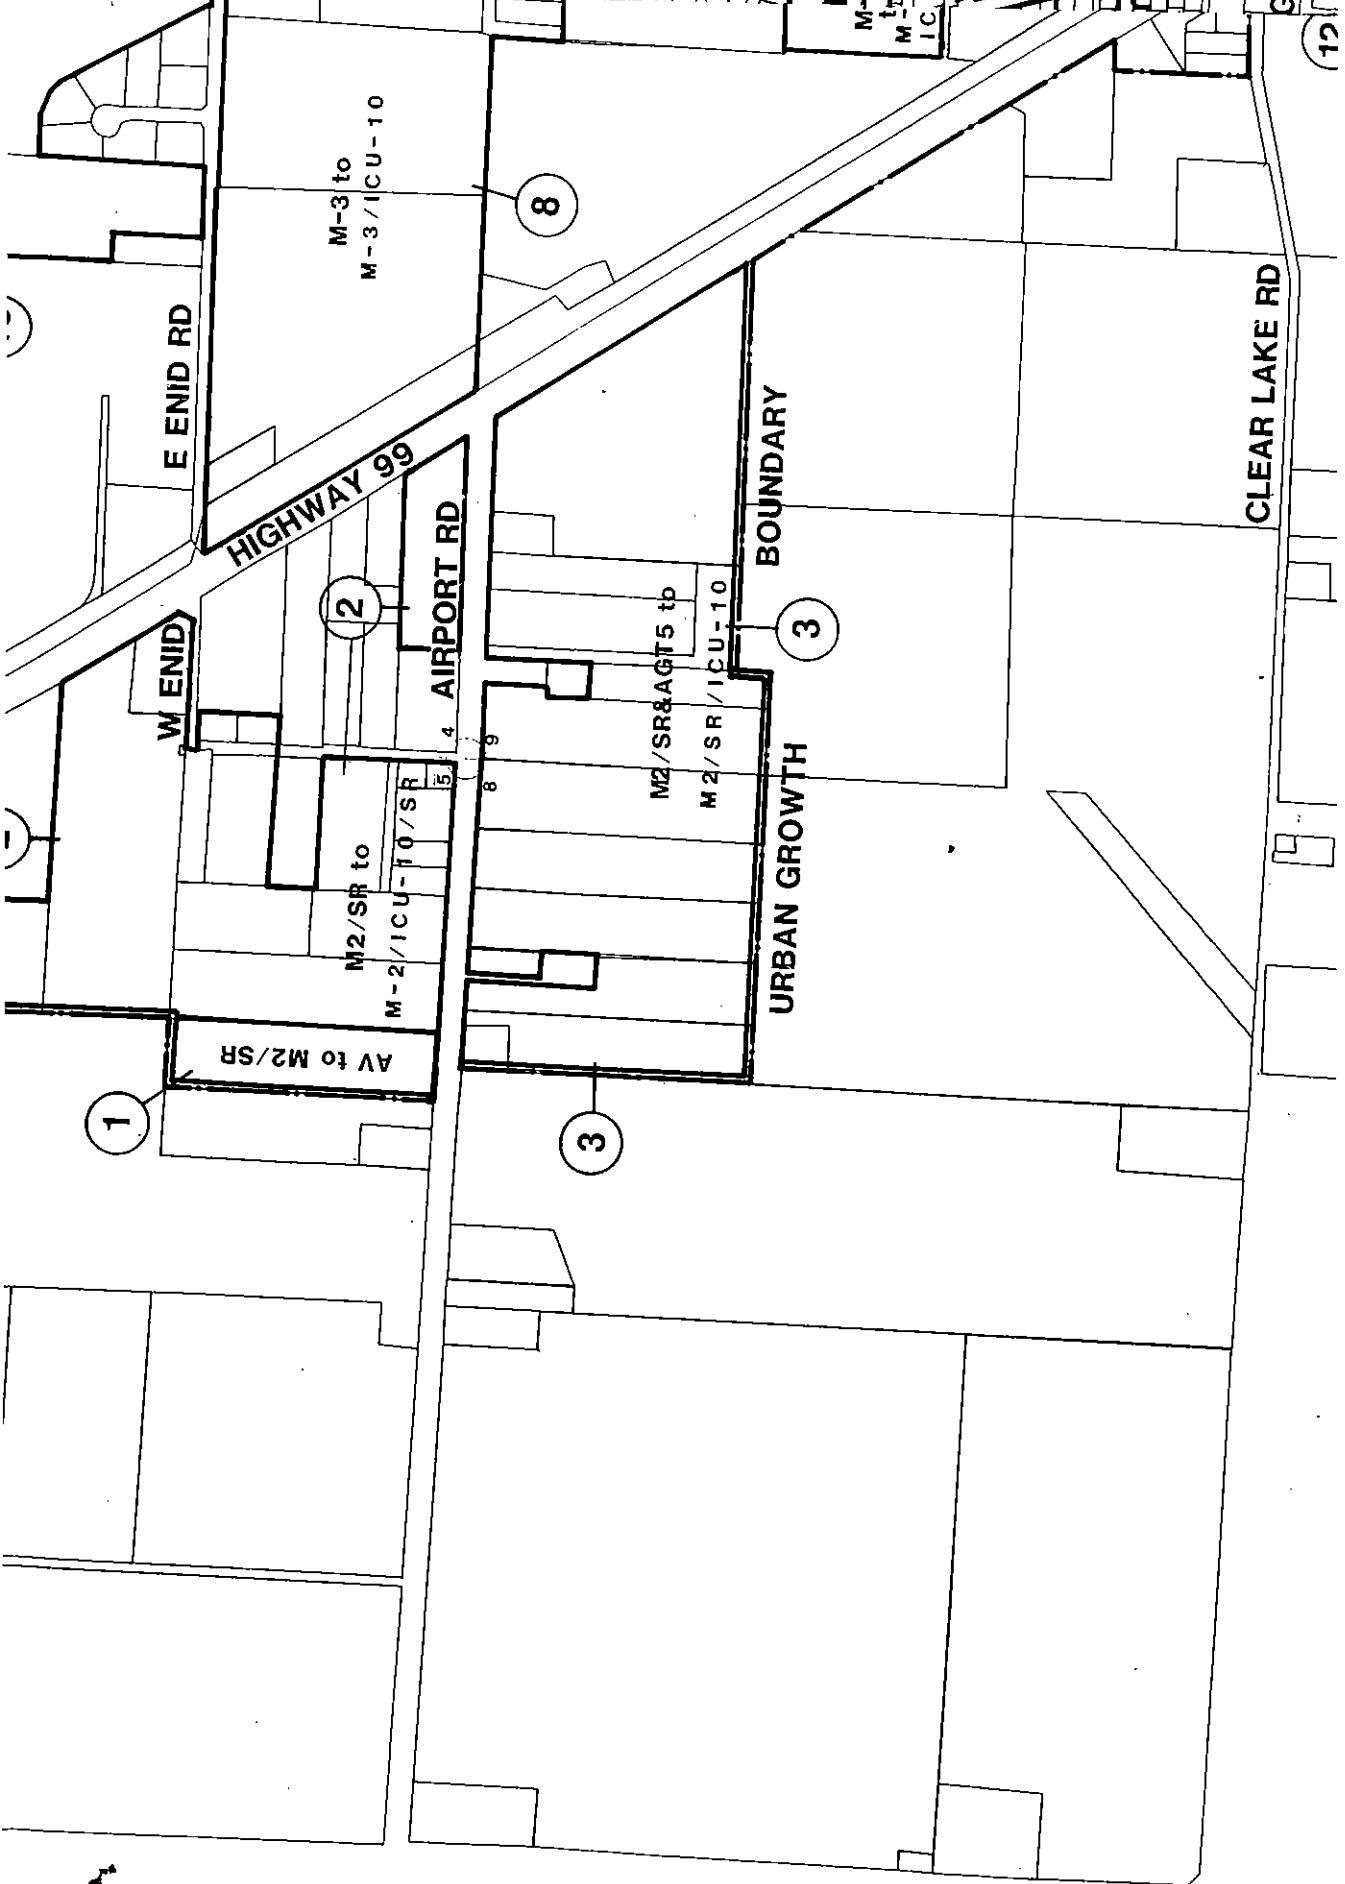 CLEAR LAKE RD
E ENID RD
W ENID
HIGHWAY 99
AIRPORT RD
URBAN GROWTH
BOUNDARY
M-3 to
M-3/ICU-10
8
2
M2/SR to
M-2/ICU-10/SR
5
4
8
9
M2/SR&AGT5 to
M2/SR/ICU-10
3
3
AV to M2/SR
1
12